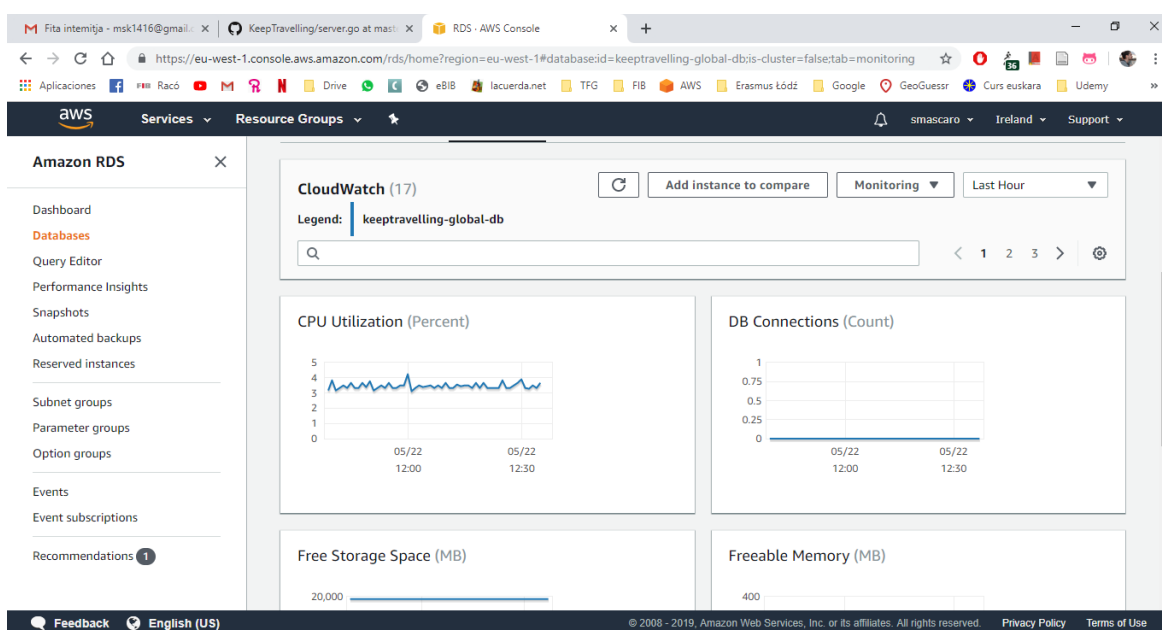 Fita intemitja - msk1416@gmail.c
KeepTravelling/server.go at mast
RDS · AWS Console
https://eu-west-1.console.aws.amazon.com/rds/home?region=eu-west-1#database:id=keeptravelling-global-db;is-cluster=false;tab=monitoring
36
Aplicaciones Racó Drive eBIB lacuerda.net TFG FIB AWS Erasmus Łódź Google GeoGuessr Curs euskara Udemy »
aws Services Resource Groups smascaro Ireland Support
Amazon RDS
Dashboard
Databases
Query Editor
Performance Insights
Snapshots
Automated backups
Reserved instances
Subnet groups
Parameter groups
Option groups
Events
Event subscriptions
Recommendations 1
CloudWatch (17)
Add instance to compare Monitoring Last Hour
Legend: keeptravelling-global-db
1 2 3
CPU Utilization (Percent)
5
4
3
2
1
0
05/22 05/22
12:00 12:30
DB Connections (Count)
1
0.75
0.5
0.25
0
05/22 05/22
12:00 12:30
Free Storage Space (MB)
20,000
Freeable Memory (MB)
400
Feedback English (US) © 2008 - 2019, Amazon Web Services, Inc. or its affiliates. All rights reserved. Privacy Policy Terms of Use